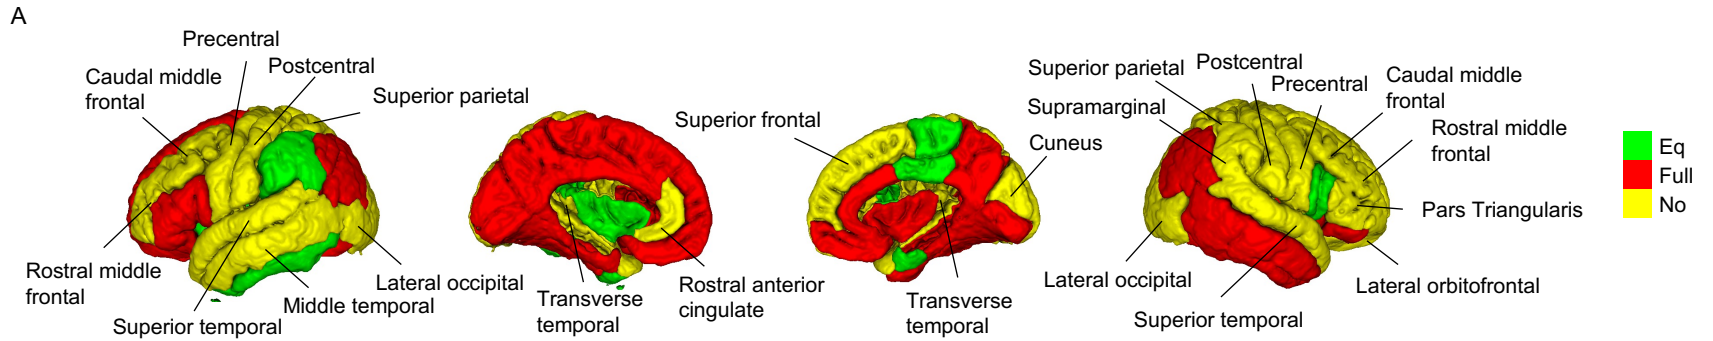 A
Precentral
Postcentral
Caudal middle
frontal
Superior parietal
Rostral middle
frontal
Superior temporal
Middle temporal
Lateral occipital
Transverse
temporal
Rostral anterior
cingulate
Superior frontal
Cuneus
Transverse
temporal
Superior parietal
Postcentral
Precentral
Supramarginal
Caudal middle
frontal
Rostral middle
frontal
Pars Triangularis
Lateral occipital
Lateral orbitofrontal
Superior temporal
Eq
Full
No